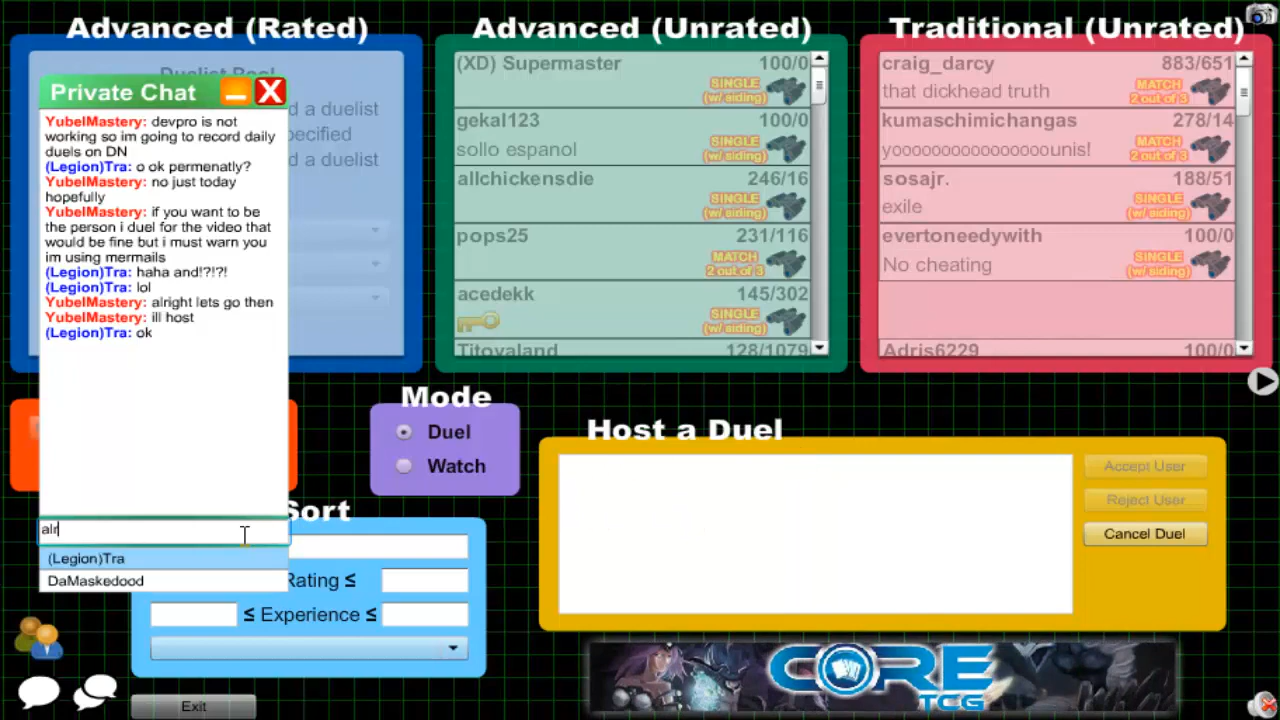 Advanced (Rated)
Advanced (Unrated)
Traditional (Unrated)
Duelist Pool
d a duelist
pecified
d a duelist
Private Chat
YubelMastery: devpro is not
working so im going to record daily
duels on DN
(Legion)Tra: o ok permenatly?
YubelMastery: no just today
hopefully
YubelMastery: if you want to be
the person i duel for the video that
would be fine but i must warn you
im using mermails
(Legion)Tra: haha and!?!?!
(Legion)Tra: lol
YubelMastery: alright lets go then
YubelMastery: ill host
(Legion)Tra: ok
alr
(Legion)Tra
DaMaskedood
(XD) Supermaster 100/0
SINGLE
(w/ siding)
gekal123 100/0
sollo espanol
SINGLE
(w/ siding)
allchickensdie 246/16
SINGLE
(w/ siding)
pops25 231/116
MATCH
2 out of 3
acedekk 145/302
SINGLE
(w/ siding)
Titovaland 128/1079
craig_darcy 883/651
that dickhead truth
MATCH
2 out of 3
kumaschimichangas 278/14
yoooooooooooooounis!
MATCH
2 out of 3
sosajr. 188/51
exile
SINGLE
(w/ siding)
evertoneedywith 100/0
No cheating
SINGLE
(w/ siding)
Adris6229 100/0
Mode
Duel
Watch
Host a Duel
Accept User
Reject User
Cancel Duel
Sort
Rating ≤
≤ Experience ≤
CORE
TCG
Exit